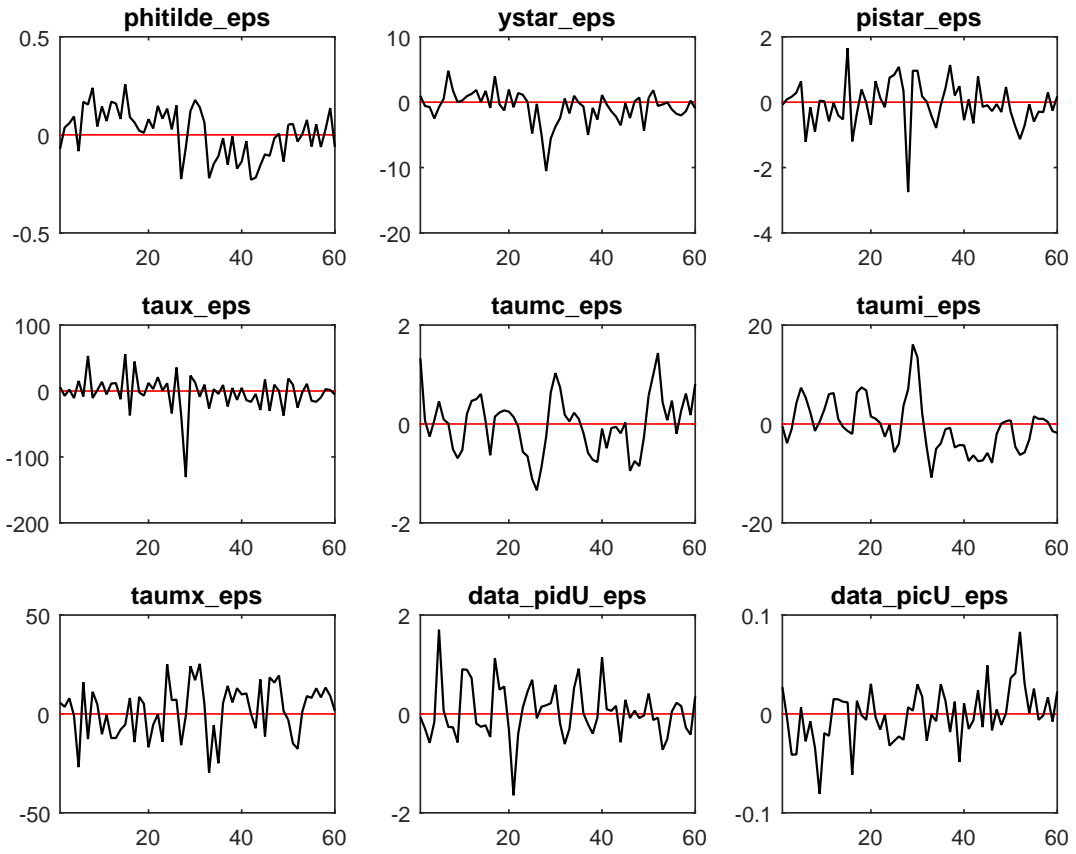 phitilde_eps ystar_eps pistar_eps
0.5 10 2
0 0 0
-10 -2
-0.5 -20 -4
20 40 60 20 40 60 20 40 60
taux_eps taumc_eps taumi_eps
100 2 20
0 0 0
-100
-200 -2 -20
20 40 60 20 40 60 20 40 60
taumx_eps data_pidU_eps data_picU_eps
50 2 0.1
0 0 0
-50 -2 -0.1
20 40 60 20 40 60 20 40 60